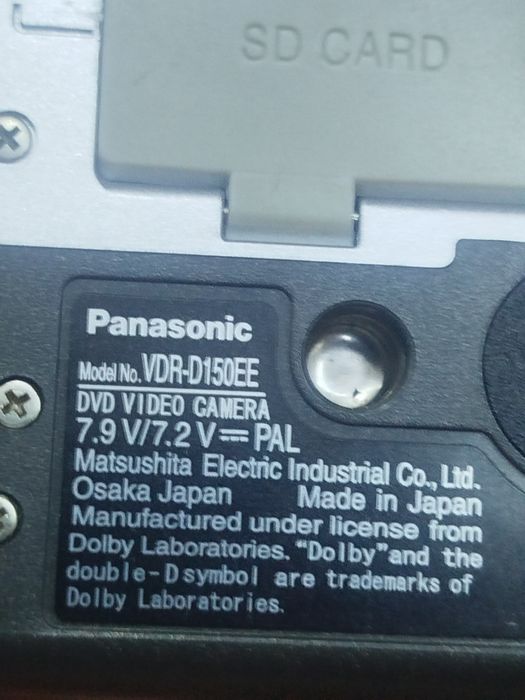 SD CARD
Panasonic
Model No. VDR-D150EE
DVD VIDEO CAMERA
7.9 V/7.2 V⎓ PAL
Matsushita Electric Industrial Co., Ltd.
Osaka Japan Made in Japan
Manufactured under license from
Dolby Laboratories. "Dolby" and the
double-D symbol are trademarks of
Dolby Laboratories.